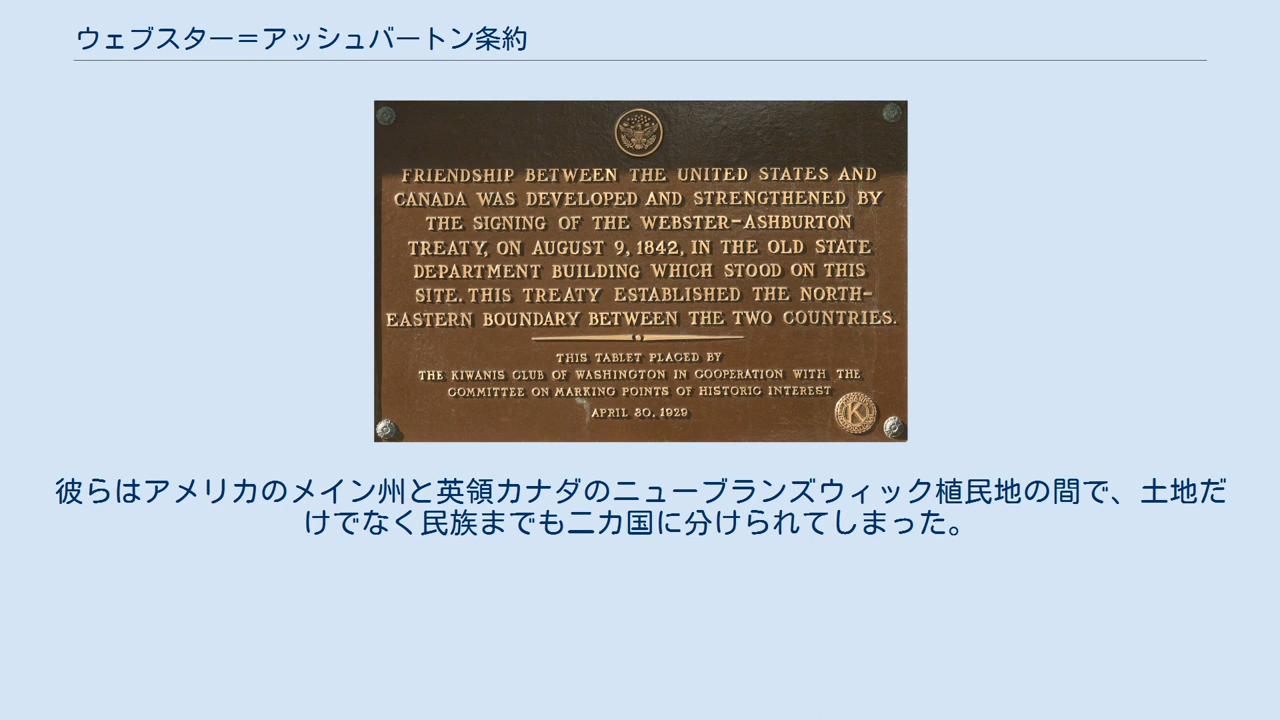 ウェブスター＝アッシュバートン条約
FRIENDSHIP BETWEEN THE UNITED STATES AND
CANADA WAS DEVELOPED AND STRENGTHENED BY
THE SIGNING OF THE WEBSTER-ASHBURTON
TREATY, ON AUGUST 9, 1842, IN THE OLD STATE
DEPARTMENT BUILDING WHICH STOOD ON THIS
SITE. THIS TREATY ESTABLISHED THE NORTH-
EASTERN BOUNDARY BETWEEN THE TWO COUNTRIES.
THIS TABLET PLACED BY
THE KIWANIS CLUB OF WASHINGTON IN COOPERATION WITH THE
COMMITTEE ON MARKING POINTS OF HISTORIC INTEREST
APRIL 30, 1929
K
彼らはアメリカのメイン州と英領カナダのニューブランズウィック植民地の間で、土地だ
けでなく民族までも二カ国に分けられてしまった。